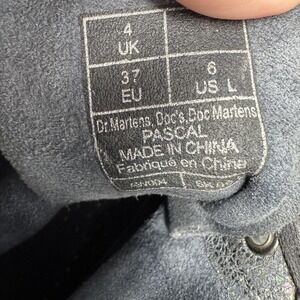 4
UK
37 6
EU US L
Dr.Martens, Doc's, Doc Martens
PASCAL
MADE IN CHINA
Fabriqué en Chine